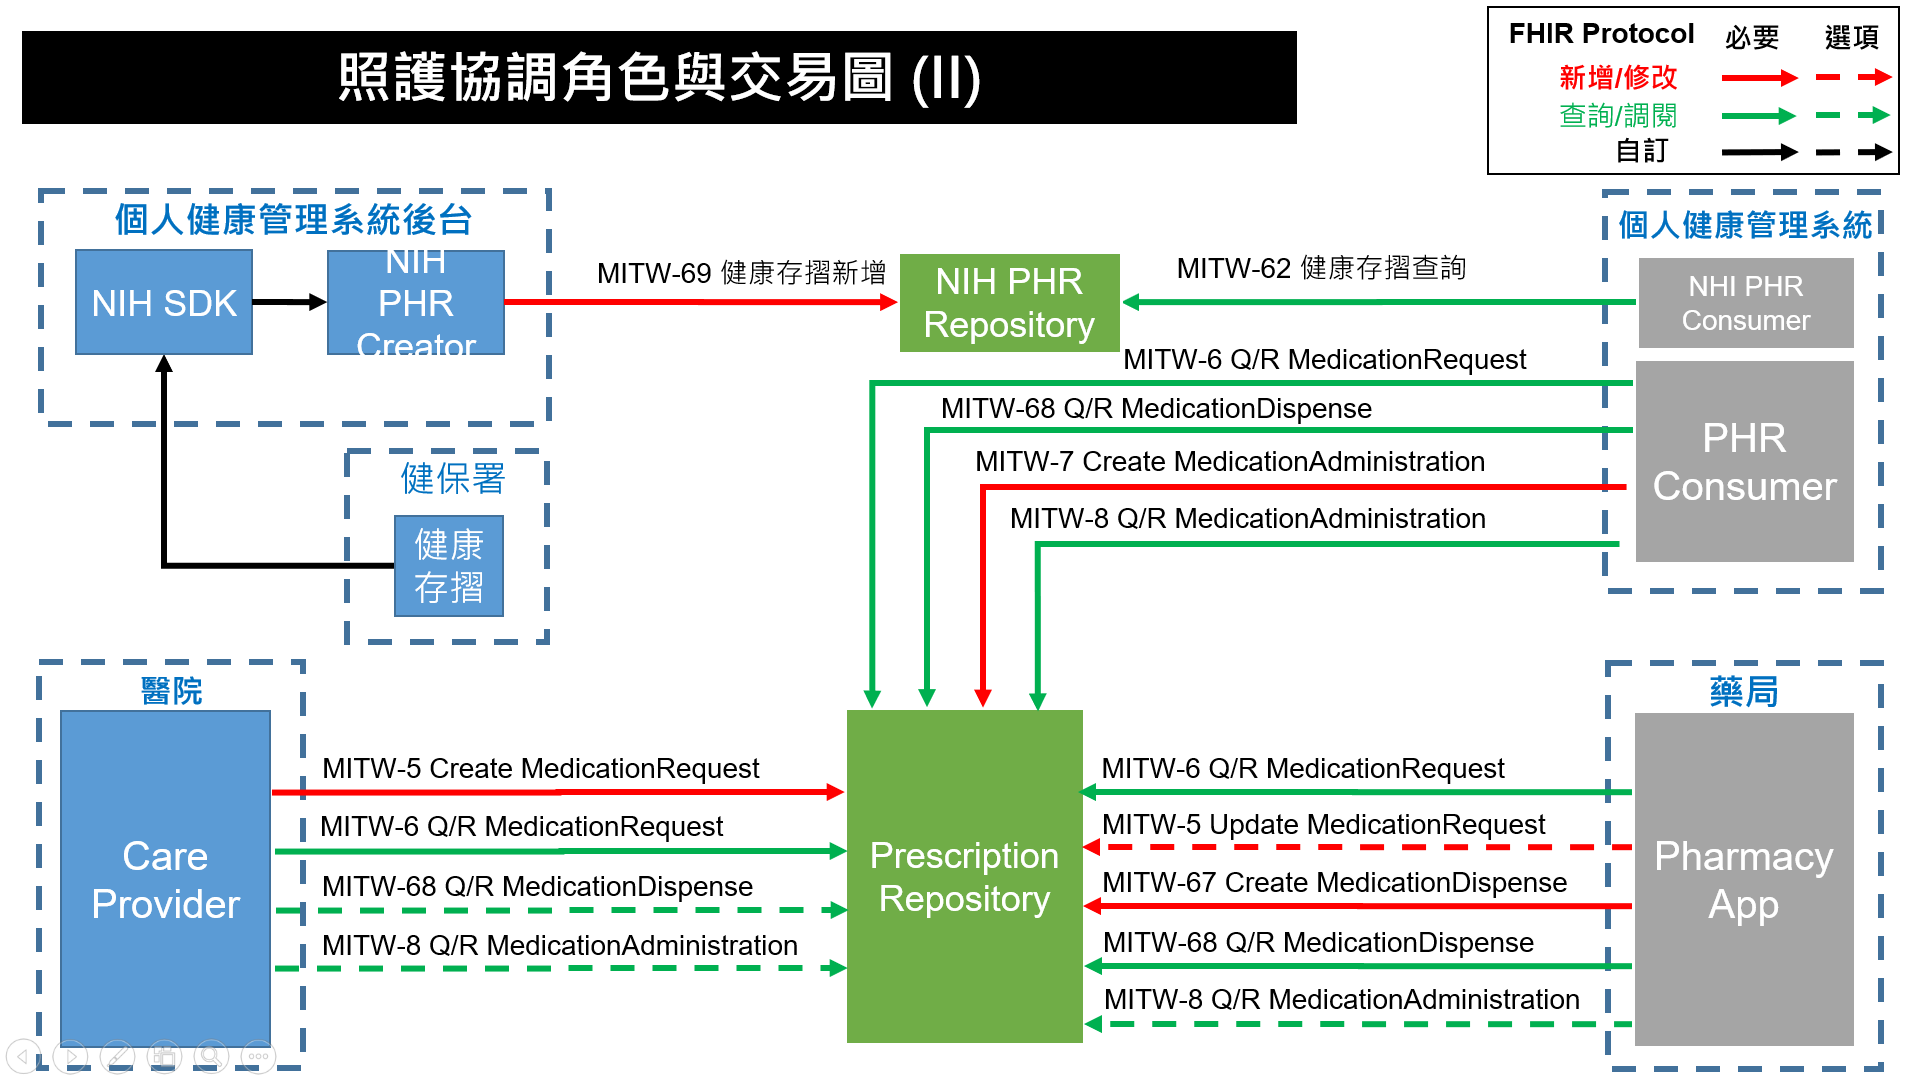 照護協調角色與交易圖 (II)
FHIR Protocol 必要 選項
新增/修改
查詢/調閱
自訂
個人健康管理系統後台
NIH SDK
NIH
PHR
Creator
MITW-69 健康存摺新增
NIH PHR
Repository
MITW-62 健康存摺查詢
個人健康管理系統
NHI PHR
Consumer
MITW-6 Q/R MedicationRequest
MITW-68 Q/R MedicationDispense
MITW-7 Create MedicationAdministration
MITW-8 Q/R MedicationAdministration
PHR
Consumer
健保署
健康
存摺
醫院
Care
Provider
MITW-5 Create MedicationRequest
MITW-6 Q/R MedicationRequest
MITW-68 Q/R MedicationDispense
MITW-8 Q/R MedicationAdministration
Prescription
Repository
MITW-6 Q/R MedicationRequest
MITW-5 Update MedicationRequest
MITW-67 Create MedicationDispense
MITW-68 Q/R MedicationDispense
MITW-8 Q/R MedicationAdministration
藥局
Pharmacy
App